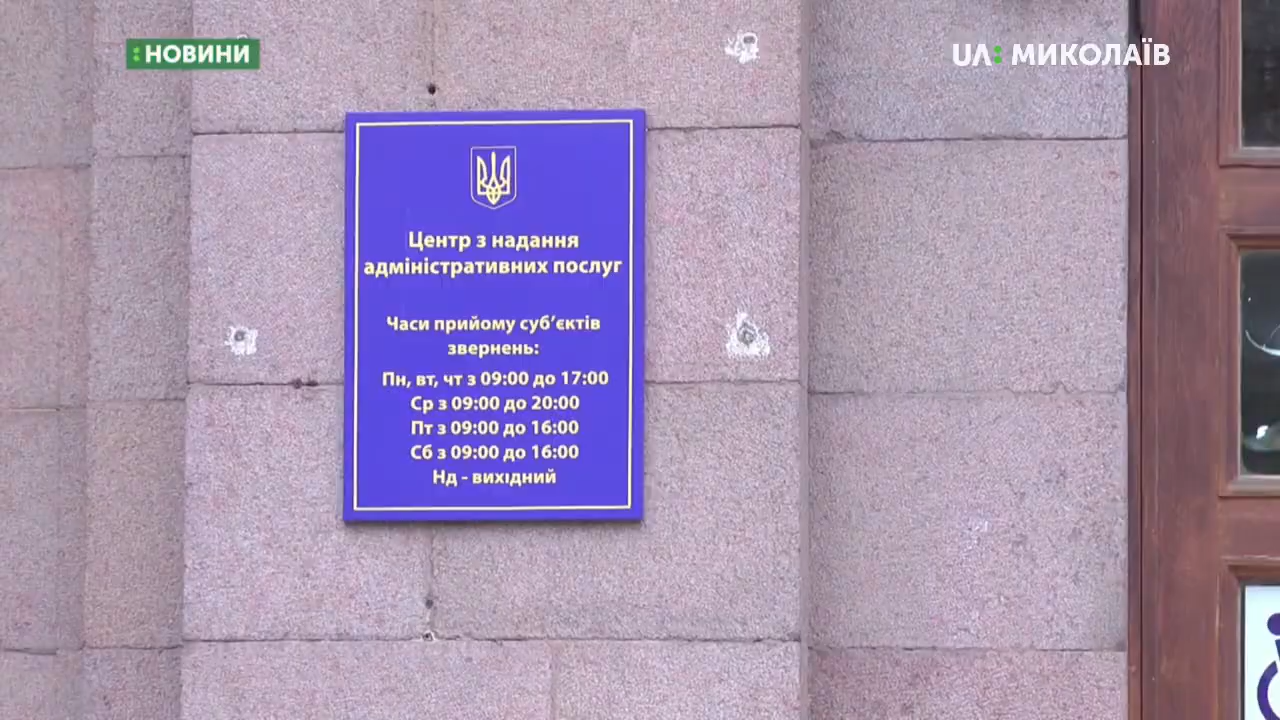 :НОВИНИ
UA: МИКОЛАЇВ
Центр з надання
адміністративних послуг
Часи прийому суб’єктів
звернень:
Пн, вт, чт з 09:00 до 17:00
Ср з 09:00 до 20:00
Пт з 09:00 до 16:00
Сб з 09:00 до 16:00
Нд - вихідний